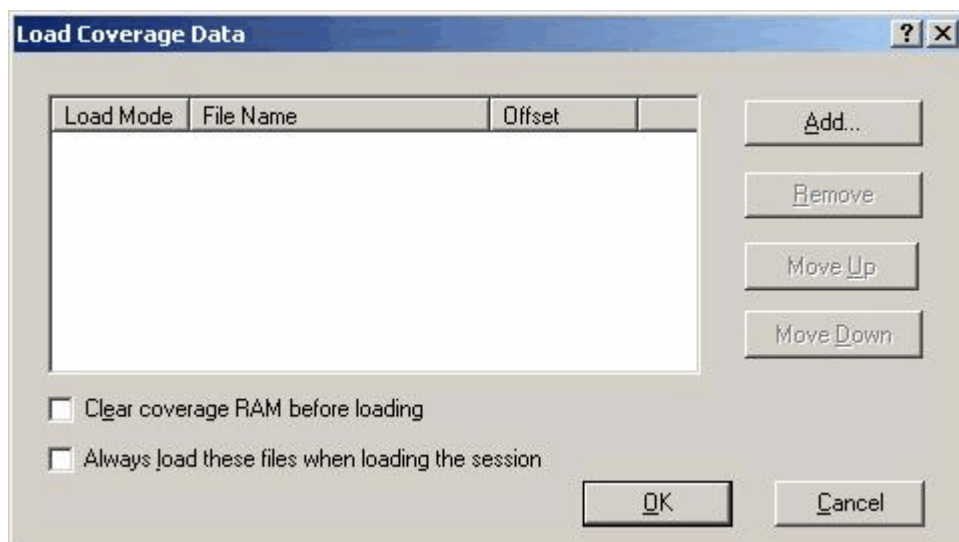 Load Coverage Data
Load Mode File Name Offset
Add...
Remove
Move Up
Move Down
Clear coverage RAM before loading
Always load these files when loading the session
OK Cancel